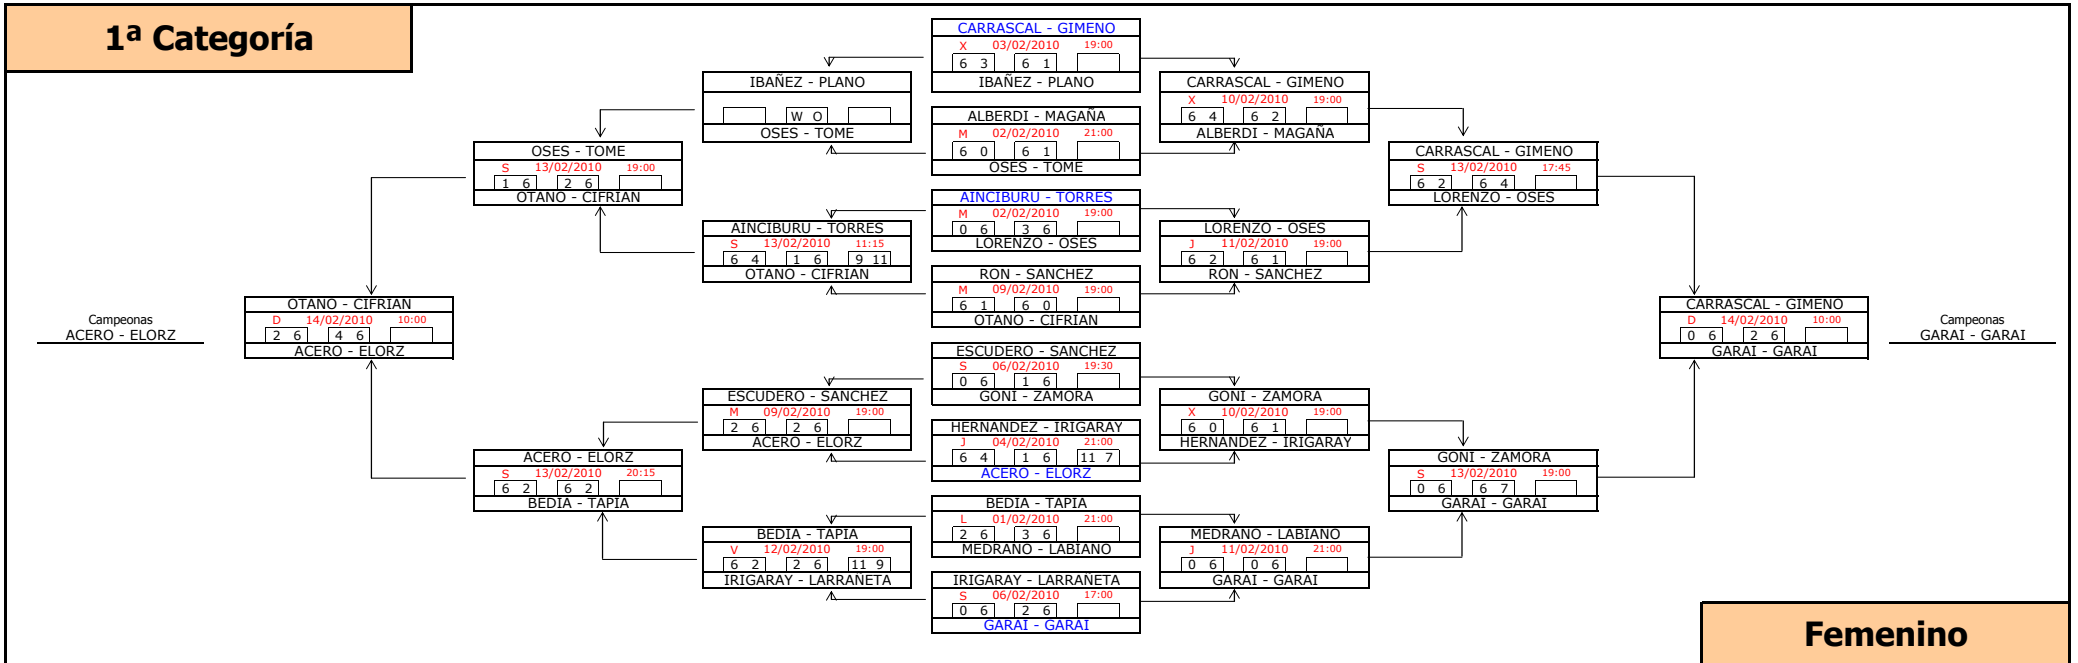 1ª Categoría
CARRASCAL - GIMENO
X 03/02/2010 19:00
6 3 6 1
IBAÑEZ - PLANO
ALBERDI - MAGAÑA
M 02/02/2010 21:00
6 0 6 1
OSES - TOME
AINCIBURU - TORRES
M 02/02/2010 19:00
0 6 3 6
LORENZO - OSES
RON - SANCHEZ
M 09/02/2010 19:00
6 1 6 0
OTANO - CIFRIAN
ESCUDERO - SANCHEZ
S 06/02/2010 19:30
0 6 1 6
GOÑI - ZAMORA
HERNANDEZ - IRIGARAY
J 04/02/2010 21:00
6 4 1 6 11 7
ACERO - ELORZ
BEDIA - TAPIA
L 01/02/2010 21:00
2 6 3 6
MEDRANO - LABIANO
IRIGARAY - LARRAÑETA
S 06/02/2010 17:00
0 6 2 6
GARAI - GARAI
IBAÑEZ - PLANO
W O
OSES - TOME
AINCIBURU - TORRES
S 13/02/2010 11:15
6 4 1 6 9 11
OTANO - CIFRIAN
ESCUDERO - SANCHEZ
M 09/02/2010 19:00
2 6 2 6
ACERO - ELORZ
BEDIA - TAPIA
V 12/02/2010 19:00
6 2 2 6 11 9
IRIGARAY - LARRAÑETA
OSES - TOME
S 13/02/2010 19:00
1 6 2 6
OTANO - CIFRIAN
ACERO - ELORZ
S 13/02/2010 20:15
6 2 6 2
BEDIA - TAPIA
OTANO - CIFRIAN
D 14/02/2010 10:00
2 6 4 6
ACERO - ELORZ
Campeonas
ACERO - ELORZ
CARRASCAL - GIMENO
X 10/02/2010 19:00
6 4 6 2
ALBERDI - MAGAÑA
LORENZO - OSES
J 11/02/2010 19:00
6 2 6 1
RON - SANCHEZ
GOÑI - ZAMORA
X 10/02/2010 19:00
6 0 6 1
HERNANDEZ - IRIGARAY
MEDRANO - LABIANO
J 11/02/2010 21:00
0 6 0 6
GARAI - GARAI
CARRASCAL - GIMENO
S 13/02/2010 17:45
6 2 6 4
LORENZO - OSES
GOÑI - ZAMORA
S 13/02/2010 19:00
0 6 6 7
GARAI - GARAI
CARRASCAL - GIMENO
D 14/02/2010 10:00
0 6 2 6
GARAI - GARAI
Campeonas
GARAI - GARAI
Femenino